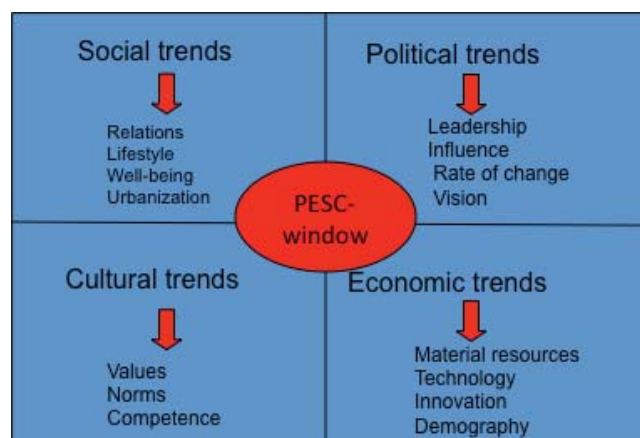 Social trends
Relations
Lifestyle
Well-being
Urbanization
Political trends
Leadership
Influence
Rate of change
Vision
PESC-
window
Cultural trends
Values
Norms
Competence
Economic trends
Material resources
Technology
Innovation
Demography